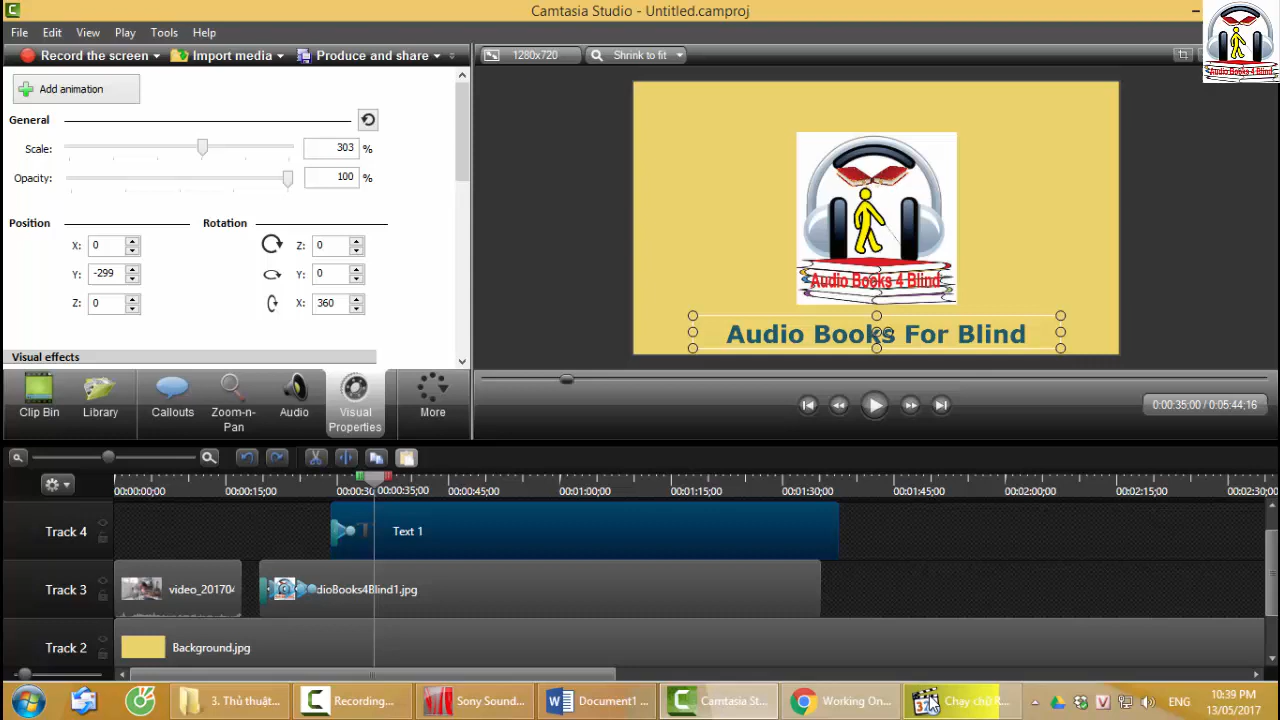 Camtasia Studio - Untitled.camproj
File Edit View Play Tools Help
Record the screen Import media Produce and share
1280x720 Shrink to fit
Audio Books 4 Blind
Add animation
General
Scale: 303 %
Opacity: 100 %
Position Rotation
X: 0 Z: 0
Y: -299 Y: 0
Z: 0 X: 360
Visual effects
Audio Books 4 Blind
Audio Books For Blind
Clip Bin Library Callouts Zoom-n-Pan Audio Visual Properties More
0:00:35;00 / 0:05:44;16
00:00:00;00 00:00:15;00 00:00:30 00:00:35;00 00:00:45;00 00:01:00;00 00:01:15;00 00:01:30;00 00:01:45;00 00:02:00;00 00:02:15;00 00:02:30
Track 4 Text 1
Track 3 video_20170 dioBooks4Blind1.jpg
Track 2 Background.jpg
3. Thủ thuật... Recording... Sony Sound... Document1 ... Camtasia St... Working On... Chạy chữ ENG 10:39 PM
13/05/2017